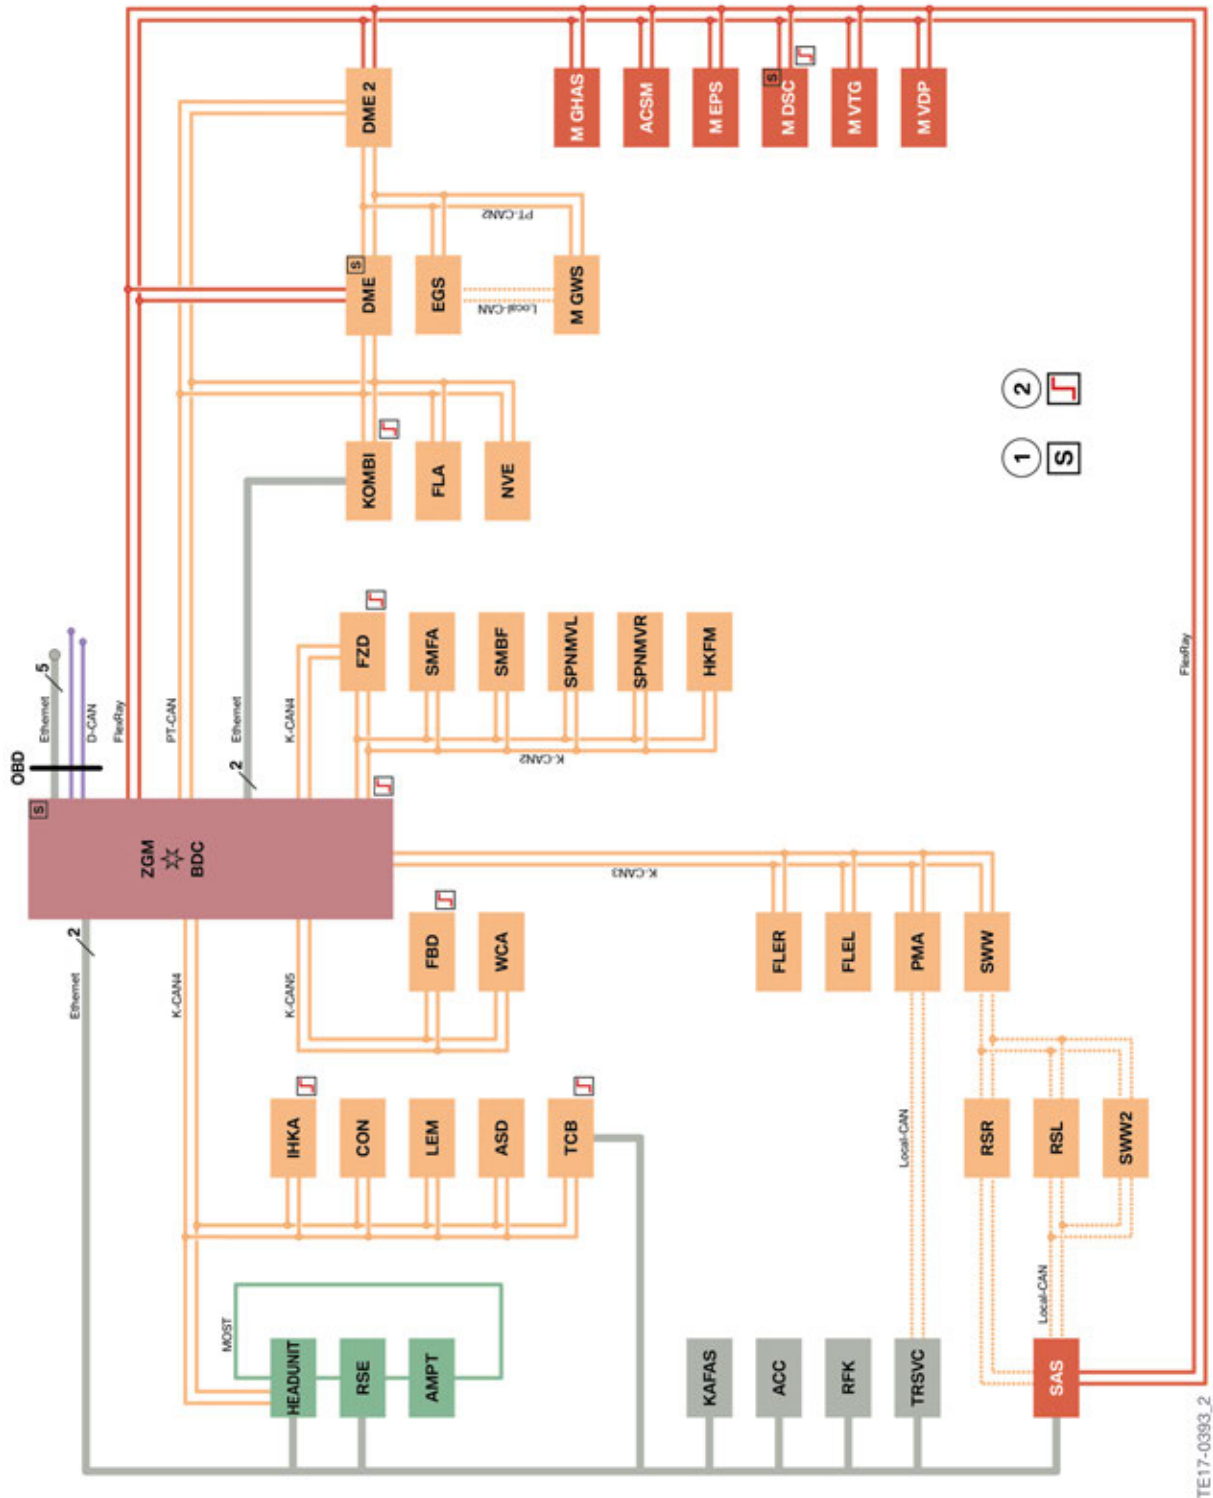 HEADUNIT
RSE
AMPT
MOST
KAFAS
ACC
RFK
TRSVC
SAS
Local-CAN
IHKA
CON
LEM
ASD
TCB
Local-CAN
RSR
RSL
SWW2
Ethernet
2
K-CAN4
K-CAN5
FBD
WCA
FLER
FLEL
PMA
SWW
K-CAN3
S
ZGM
BDC
OBD
Ethernet
5
D-CAN
FlexRay
PT-CAN
Ethernet
2
K-CAN4
K-CAN2
FZD
SMFA
SMBF
SPNMVL
SPNMVR
HKFM
FlexRay
KOMBI
FLA
NVE
1
S
2
DME
S
EGS
M GWS
Local-CAN
PT-CAN2
DME 2
M GHAS
ACSM
M EPS
M DSC
S
M VTG
M VDP
TE17-0393_2